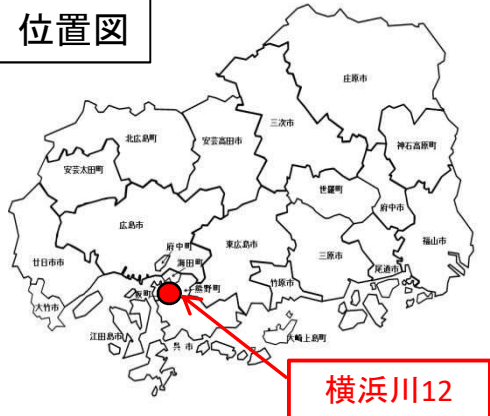 位置図
庄原市
三次市
北広島町
安芸高田市
神石高原町
安芸太田町
世羅町
府中市
広島市
府中町
東広島市
三原市
福山市
海田町
尾道市
廿日市市
竹原市
熊野町
坂町
大竹市
江田島市
大崎上島町
呉市
横浜川12